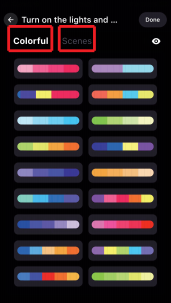 Turn on the lights and ... Done
Colorful Scenes